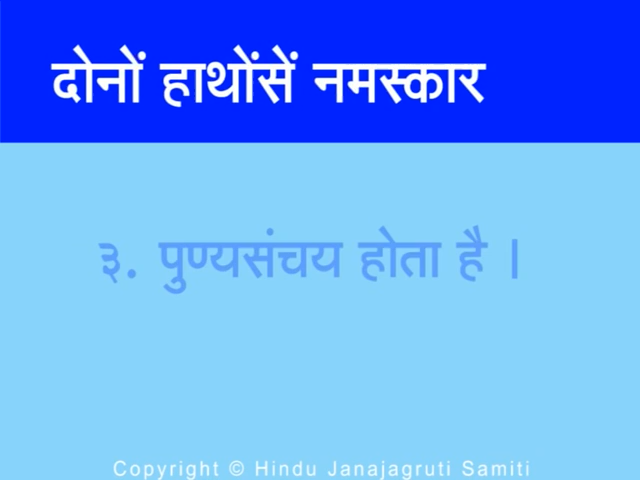 दोनों हाथोंसें नमस्कार
३. पुण्यसंचय होता है ।
Copyright © Hindu Janajagruti Samiti